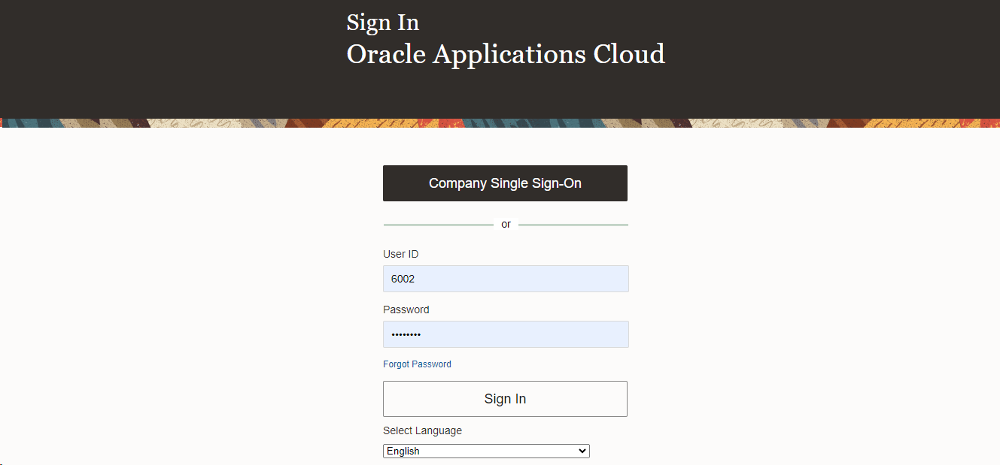 Sign In
Oracle Applications Cloud
Company Single Sign-On
or
User ID
6002
Password
••••••••
Forgot Password
Sign In
Select Language
English